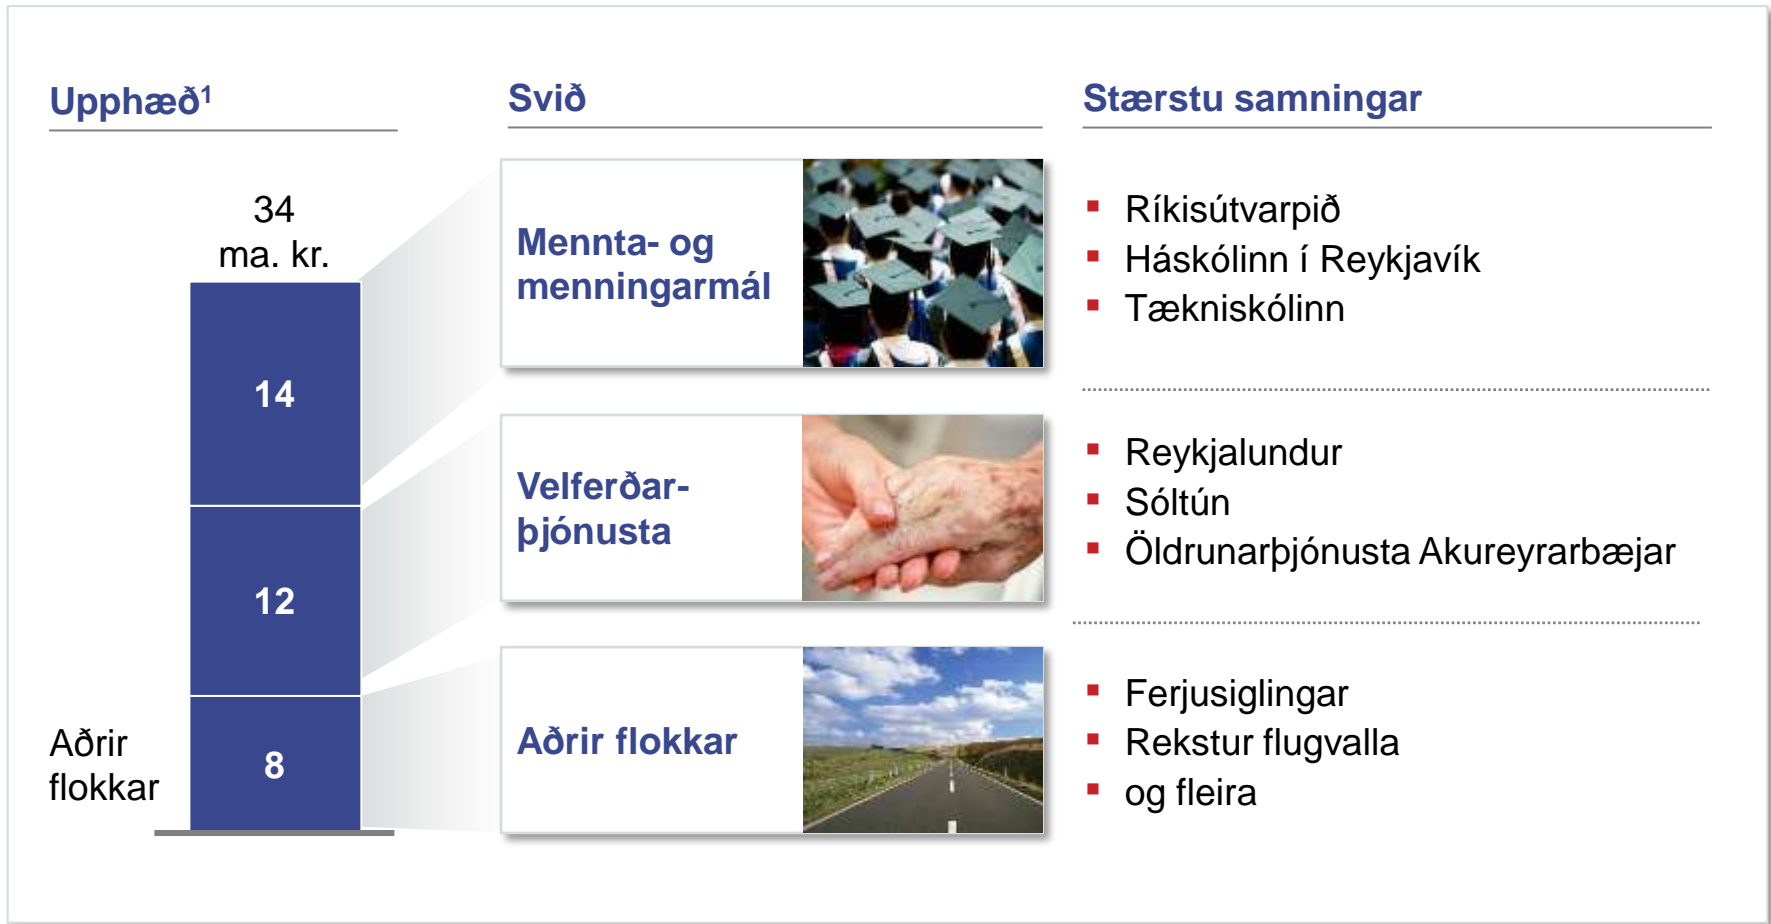 Upphæð¹
34
ma. kr.
14
12
8
Aðrir
flokkar
Svið
Mennta- og
menningarmál
Velferðar-
þjónusta
Aðrir flokkar
Stærstu samningar
Ríkisútvarpið
Háskólinn í Reykjavík
Tækniskólinn
Reykjalundur
Sóltún
Öldrunarþjónusta Akureyrarbæjar
Ferjusiglingar
Rekstur flugvalla
og fleira